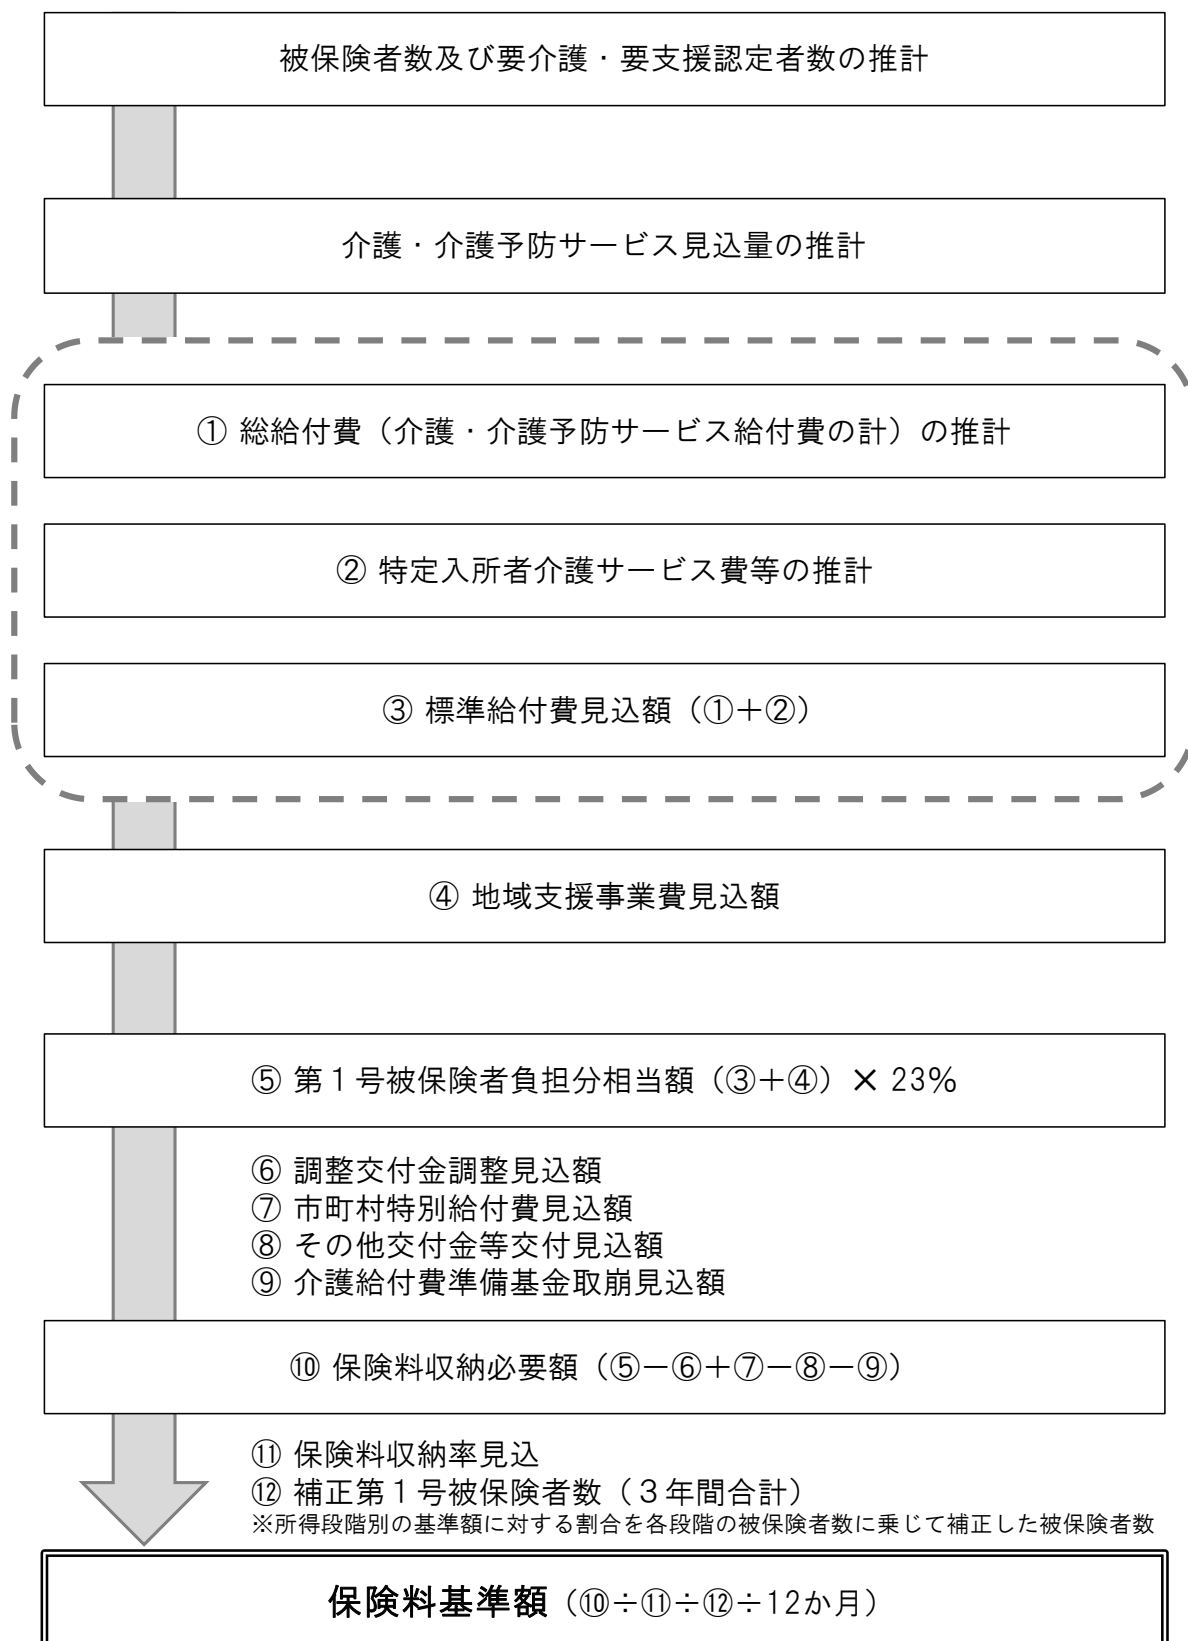 被保険者数及び要介護・要支援認定者数の推計
介護・介護予防サービス見込量の推計
① 総給付費（介護・介護予防サービス給付費の計）の推計
② 特定入所者介護サービス費等の推計
③ 標準給付費見込額（①＋②）
④ 地域支援事業費見込額
⑤ 第１号被保険者負担分相当額（③＋④）× 23％
⑥ 調整交付金調整見込額
⑦ 市町村特別給付費見込額
⑧ その他交付金等交付見込額
⑨ 介護給付費準備基金取崩見込額
⑩ 保険料収納必要額（⑤－⑥＋⑦－⑧－⑨）
⑪ 保険料収納率見込
⑫ 補正第１号被保険者数（３年間合計）
※所得段階別の基準額に対する割合を各段階の被保険者数に乗じて補正した被保険者数
保険料基準額（⑩÷⑪÷⑫÷12か月）